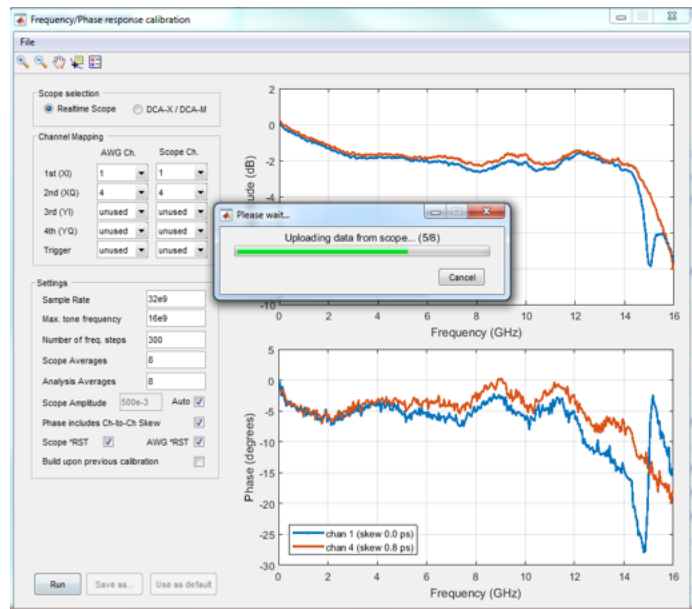 Frequency/Phase response calibration
File
Scope selection
Realtime Scope
DCA-X / DCA-M
Channel Mapping
AWG Ch.
Scope Ch.
1st (XI)
1
1
2nd (XQ)
4
4
3rd (YI)
unused
unused
4th (YQ)
unused
unused
Trigger
unused
unused
Settings
Sample Rate
32e9
Max. tone frequency
16e9
Number of freq. steps
300
Scope Averages
8
Analysis Averages
8
Scope Amplitude
500e-3
Auto
Phase includes Ch-to-Ch Skew
Scope *RST
AWG *RST
Build upon previous calibration
Run
Save as...
Use as default
2
0
-2
-4
-10
(dB)
0 2 4 6 8 10 12 14 16
Frequency (GHz)
Please wait...
Uploading data from scope... (5/8)
Cancel
5
0
-5
-10
-15
-20
-25
-30
Phase (degrees)
chan 1 (skew 0.0 ps)
chan 4 (skew 0.8 ps)
0 2 4 6 8 10 12 14 16
Frequency (GHz)